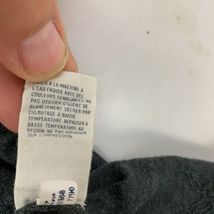 LAVER A LA MACHINE A
L'EAU FROIDE AVEC DES
COULEURS SEMBLABLES. NE
PAS UTILISER D'AGENT DE
BLANCHIMENT SECHER PAR
CULBUTAGE A BASSE
TEMPERATURE REPASSER A
BASSE TEMPERATURE AU
BESOIN NE PAS REPASSER